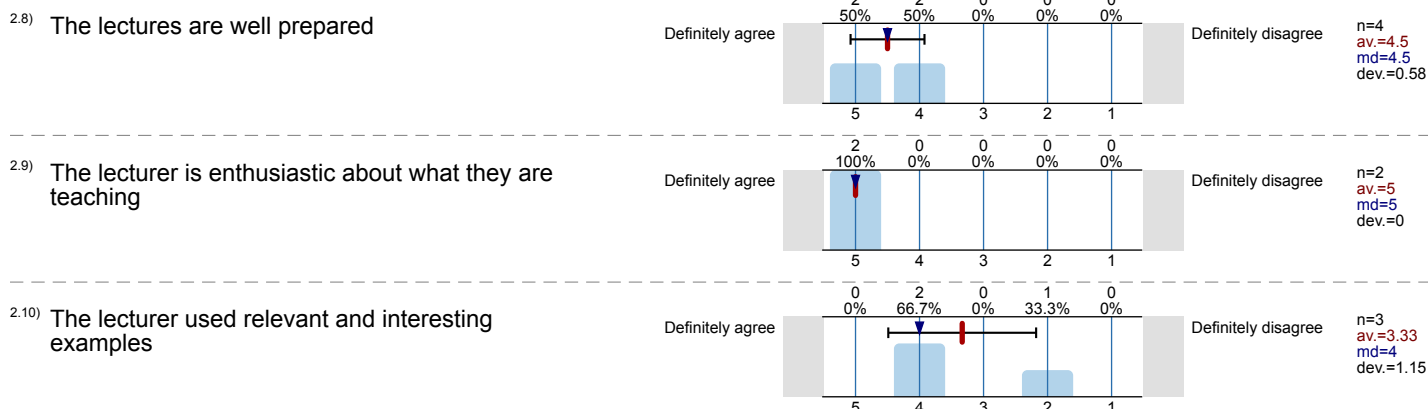 2.8) The lectures are well prepared
2 2 0 0 0
50% 50% 0% 0% 0%
Definitely agree
Definitely disagree
5 4 3 2 1
n=4
av.=4.5
md=4.5
dev.=0.58
2.9) The lecturer is enthusiastic about what they are
teaching
2 0 0 0 0
100% 0% 0% 0% 0%
Definitely agree
Definitely disagree
5 4 3 2 1
n=2
av.=5
md=5
dev.=0
2.10) The lecturer used relevant and interesting
examples
0 2 0 1 0
0% 66.7% 0% 33.3% 0%
Definitely agree
Definitely disagree
5 4 3 2 1
n=3
av.=3.33
md=4
dev.=1.15